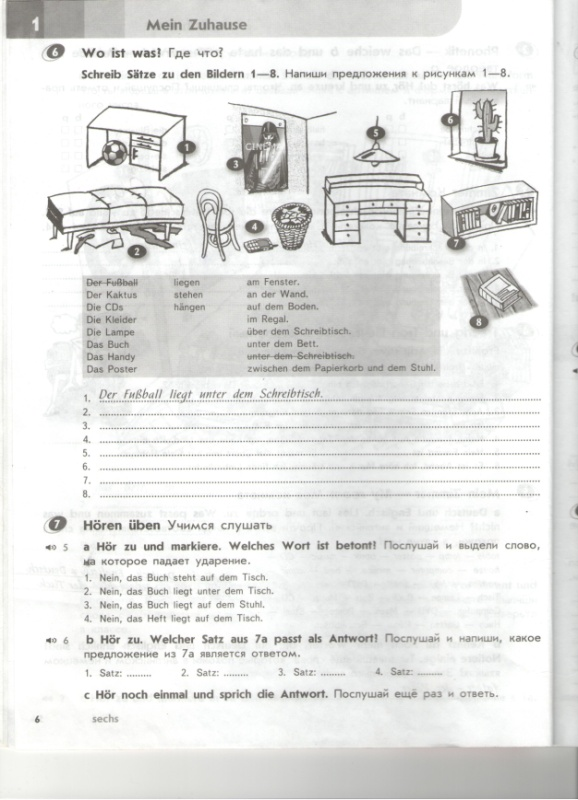 1 Mein Zuhause
6 Wo ist was? Где что?
Schreib Sätze zu den Bildern 1—8. Напиши предложения к рисункам 1—8.
1
2
3
CINEMA
4
5
6
7
8
Der Fußball liegen am Fenster.
Der Kaktus stehen an der Wand.
Die CDs hängen auf dem Boden.
Die Kleider im Regal.
Die Lampe über dem Schreibtisch.
Das Buch unter dem Bett.
Das Handy unter dem Schreibtisch.
Das Poster zwischen dem Papierkorb und dem Stuhl.
1. Der Fußball liegt unter dem Schreibtisch.
2.
3.
4.
5.
6.
7.
8.
7 Hören üben Учимся слушать
5 a Hör zu und markiere. Welches Wort ist betont? Послушай и выдели слово,
на которое падает ударение.
1. Nein, das Buch steht auf dem Tisch.
2. Nein, das Buch liegt unter dem Tisch.
3. Nein, das Buch liegt auf dem Stuhl.
4. Nein, das Heft liegt auf dem Tisch.
6 b Hör zu. Welcher Satz aus 7a passt als Antwort? Послушай и напиши, какое
предложение из 7a является ответом.
1. Satz: ......... 2. Satz: ......... 3. Satz: ......... 4. Satz: .........
c Hör noch einmal und sprich die Antwort. Послушай ещё раз и ответь.
6 sechs